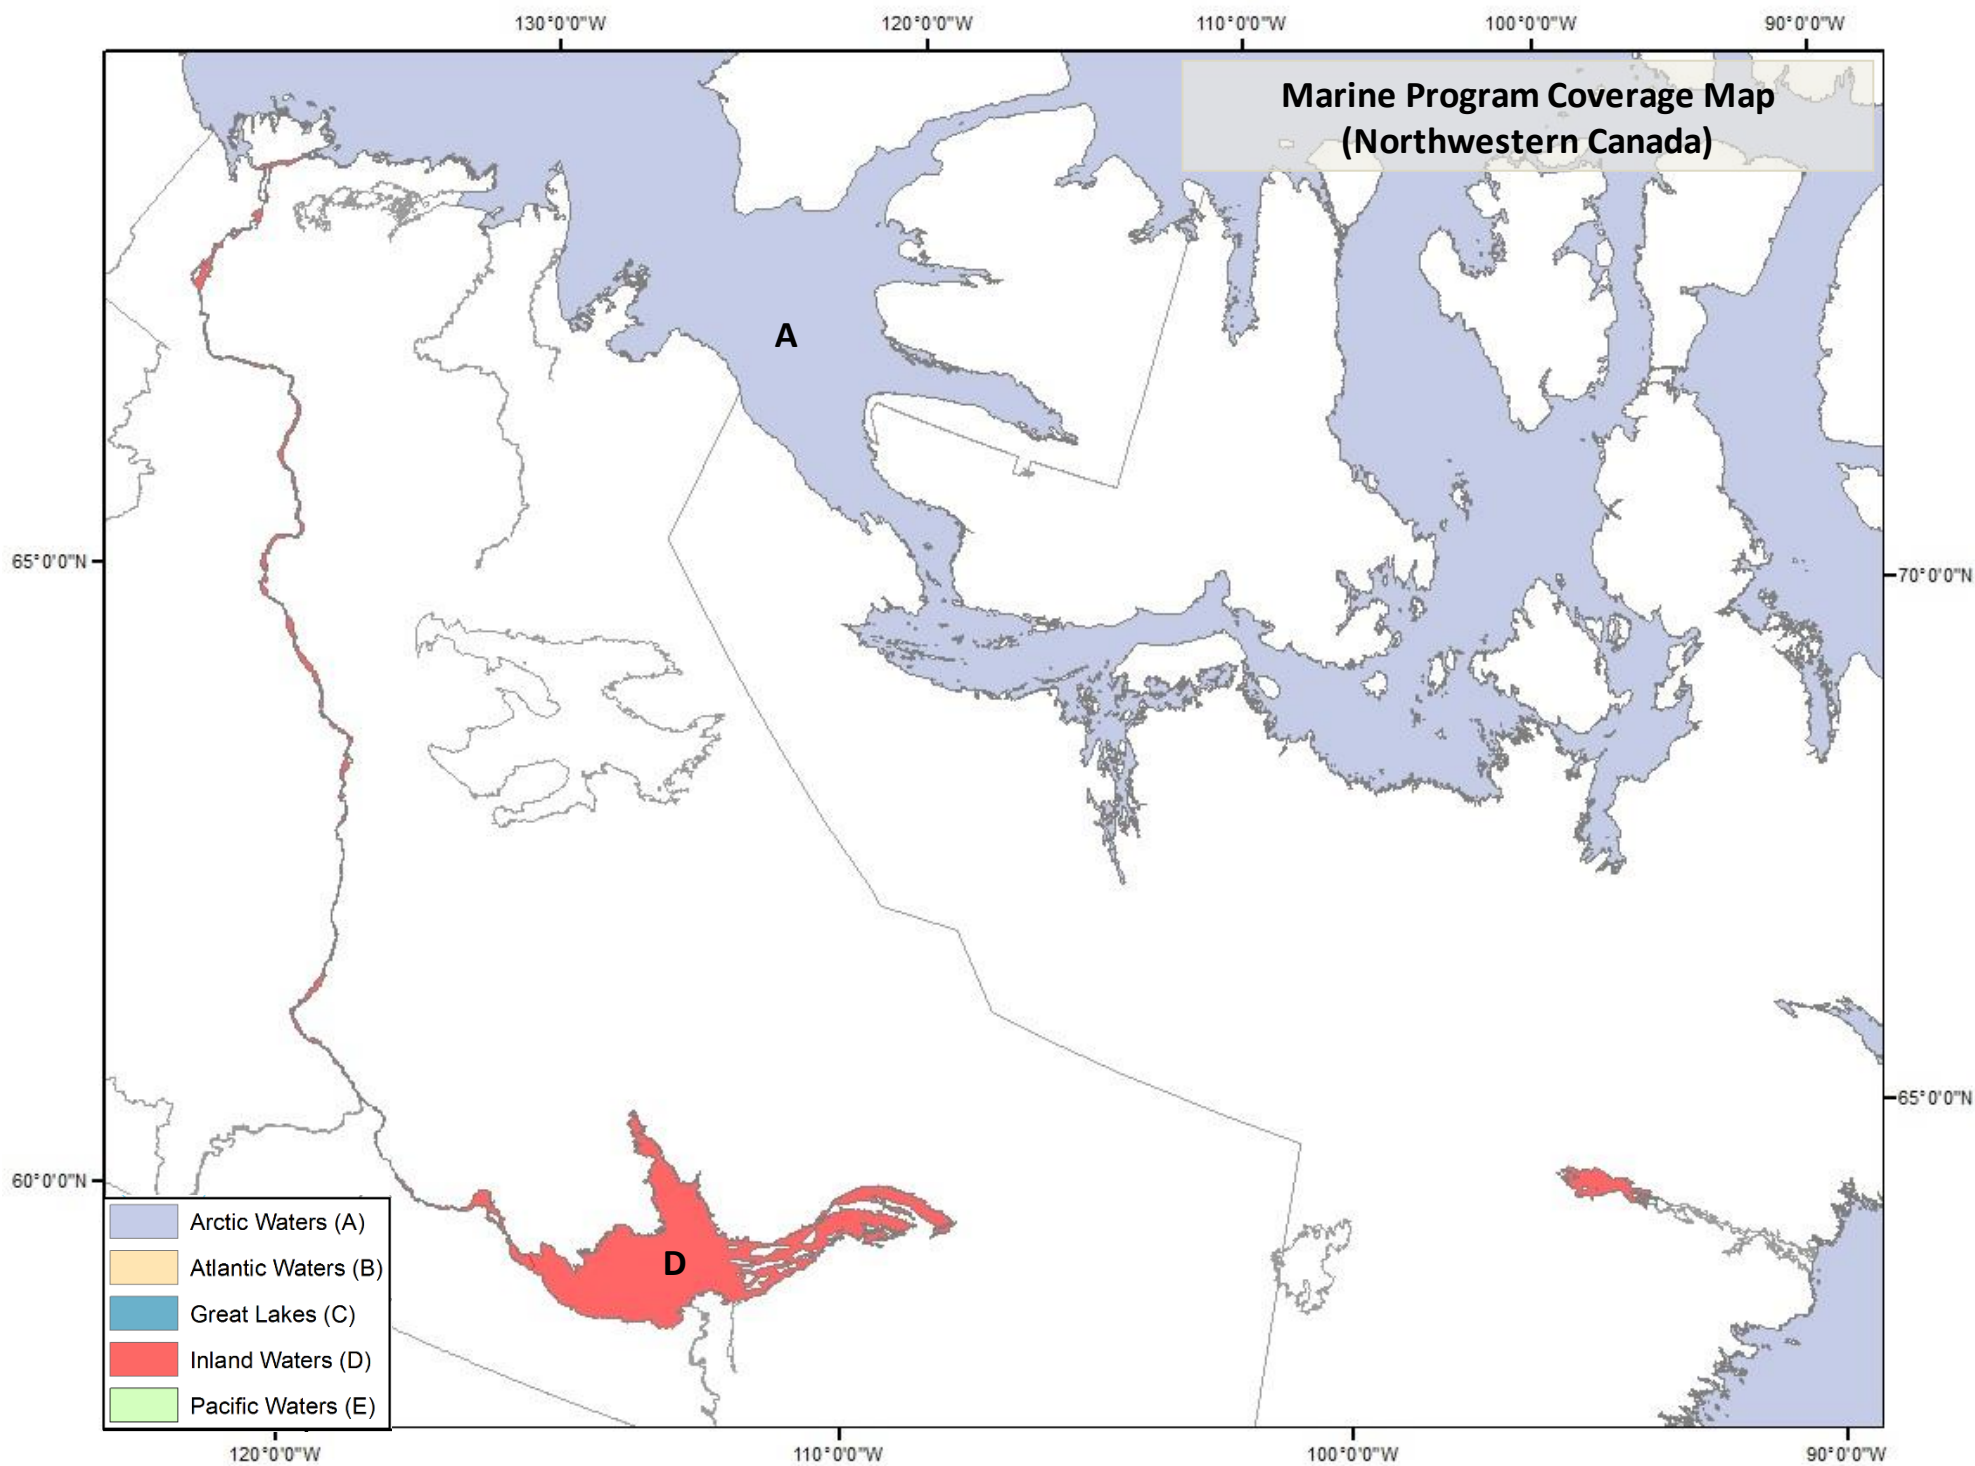 130°0'0"W 120°0'0"W 110°0'0"W 100°0'0"W 90°0'0"W
Marine Program Coverage Map
(Northwestern Canada)
A
65°0'0"N
70°0'0"N
65°0'0"N
60°0'0"N
D
Arctic Waters (A)
Atlantic Waters (B)
Great Lakes (C)
Inland Waters (D)
Pacific Waters (E)
120°0'0"W 110°0'0"W 100°0'0"W 90°0'0"W